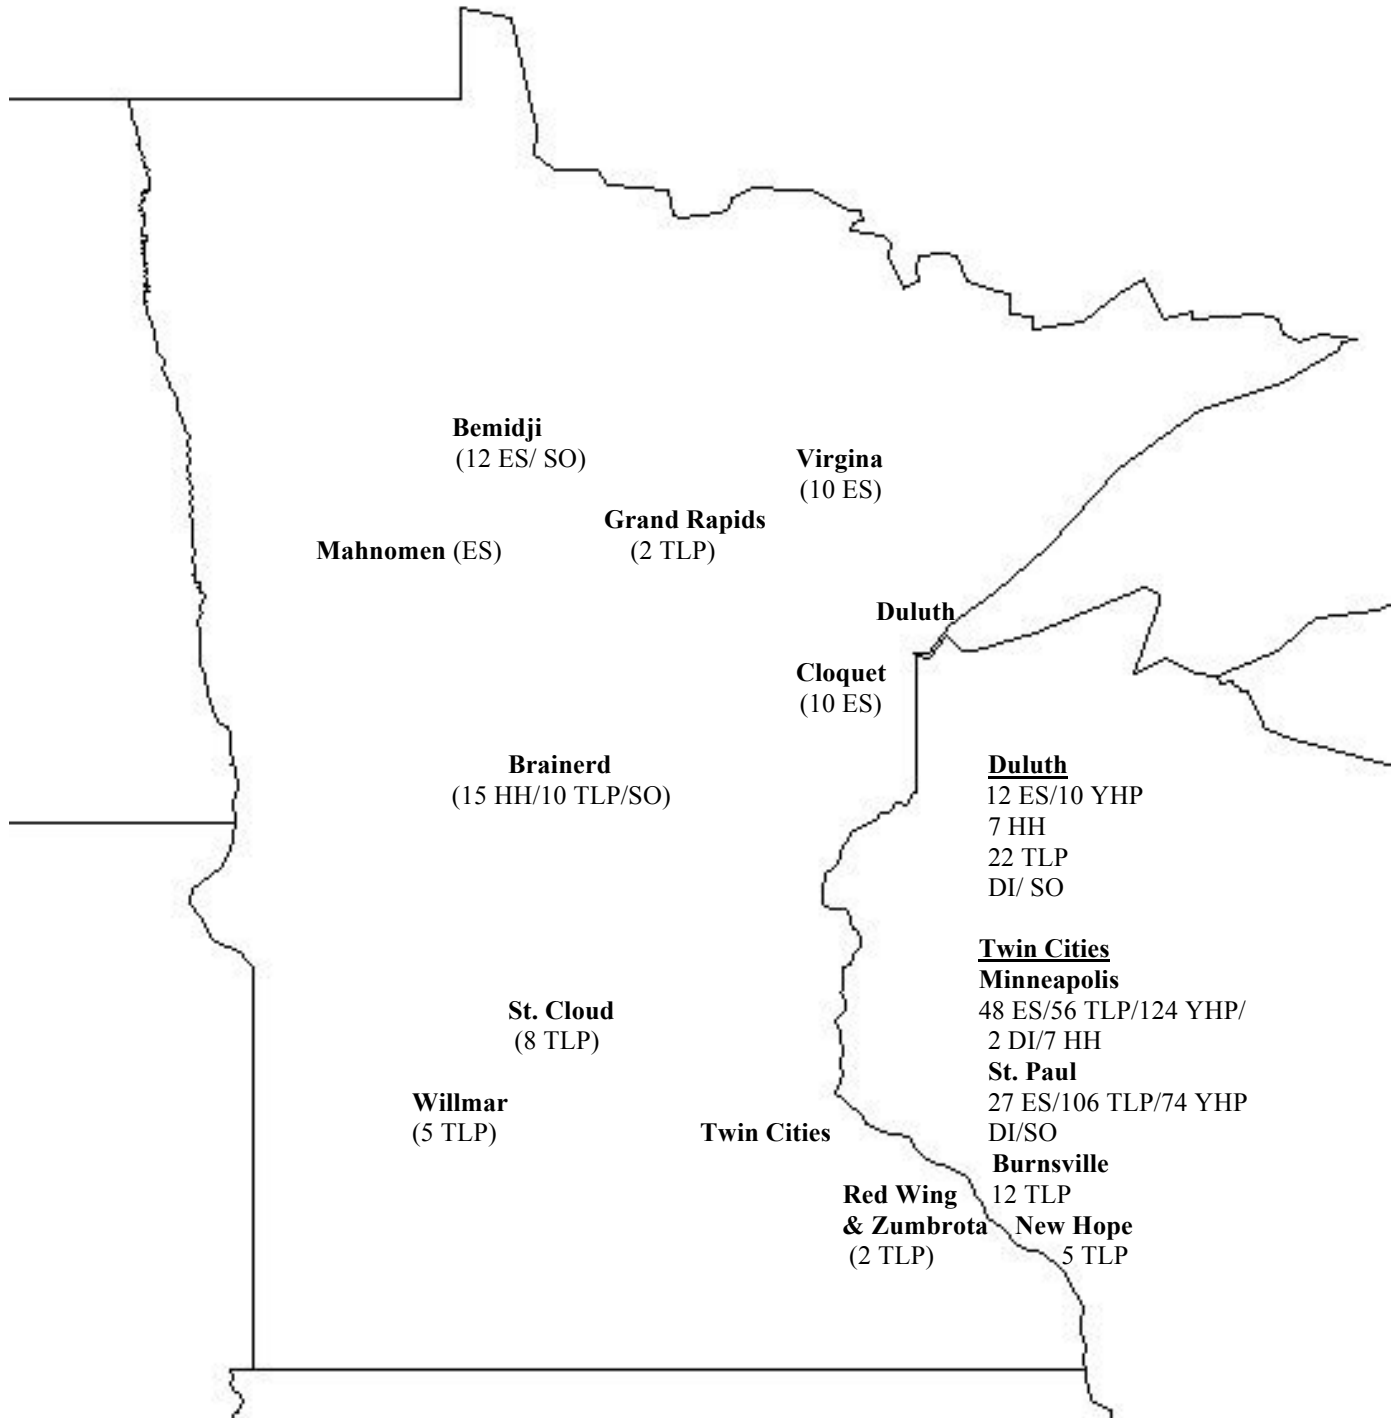 Bemidji
(12 ES/ SO)
Virgina
(10 ES)
Grand Rapids
(2 TLP)
Mahnomen (ES)
Duluth
Cloquet
(10 ES)
Brainerd
(15 HH/10 TLP/SO)
Duluth
12 ES/10 YHP
7 HH
22 TLP
DI/ SO
Twin Cities
Minneapolis
48 ES/56 TLP/124 YHP/
2 DI/7 HH
St. Paul
27 ES/106 TLP/74 YHP
DI/SO
Burnsville
12 TLP
New Hope
5 TLP
St. Cloud
(8 TLP)
Willmar
(5 TLP)
Twin Cities
Red Wing
& Zumbrota
(2 TLP)